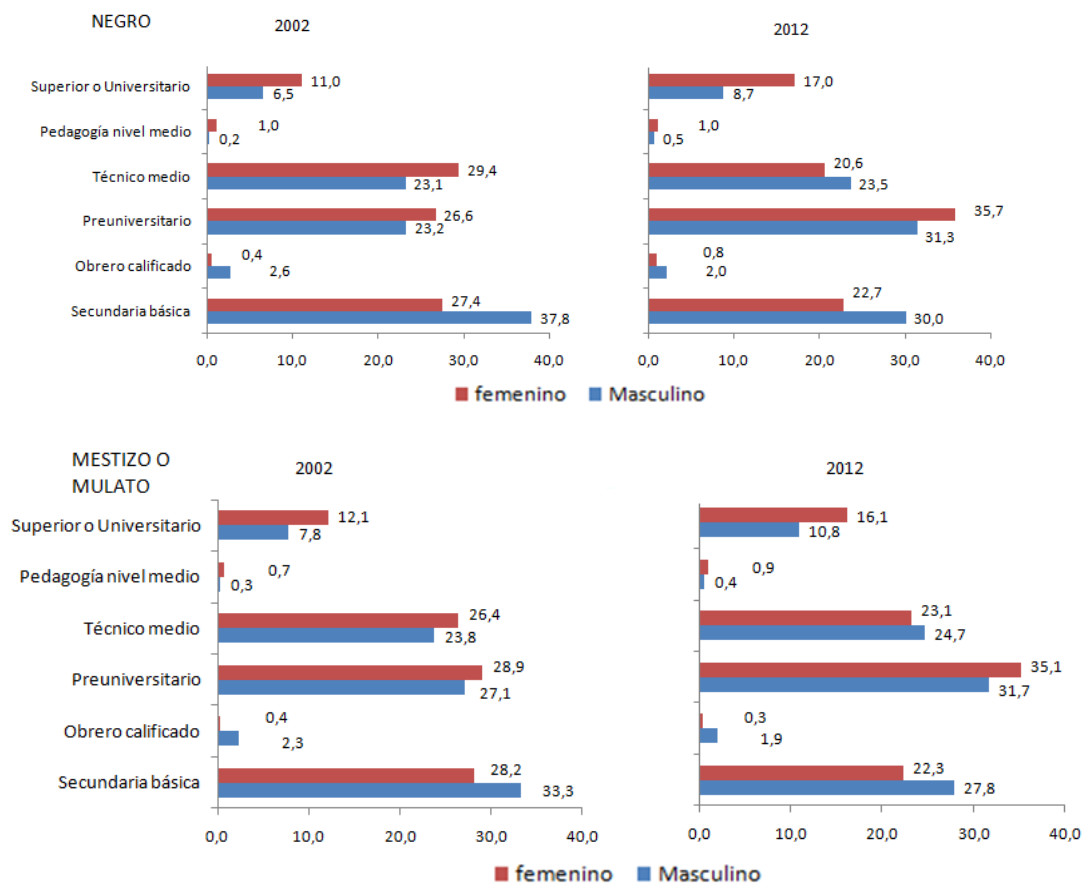 NEGRO
2002
2012
Superior o Universitario
11,0
6,5
17,0
8,7
Pedagogía nivel medio
1,0
0,2
1,0
0,5
Técnico medio
29,4
23,1
20,6
23,5
Preuniversitario
26,6
23,2
35,7
31,3
Obrero calificado
0,4
2,6
0,8
2,0
Secundaria básica
27,4
37,8
22,7
30,0
0,0 10,0 20,0 30,0 40,0
0,0 10,0 20,0 30,0 40,0
femenino Masculino
MESTIZO O
MULATO
2002
2012
Superior o Universitario
12,1
7,8
16,1
10,8
Pedagogía nivel medio
0,7
0,3
0,9
0,4
Técnico medio
26,4
23,8
23,1
24,7
Preuniversitario
28,9
27,1
35,1
31,7
Obrero calificado
0,4
2,3
0,3
1,9
Secundaria básica
28,2
33,3
22,3
27,8
0,0 10,0 20,0 30,0 40,0
0,0 10,0 20,0 30,0 40,0
femenino Masculino